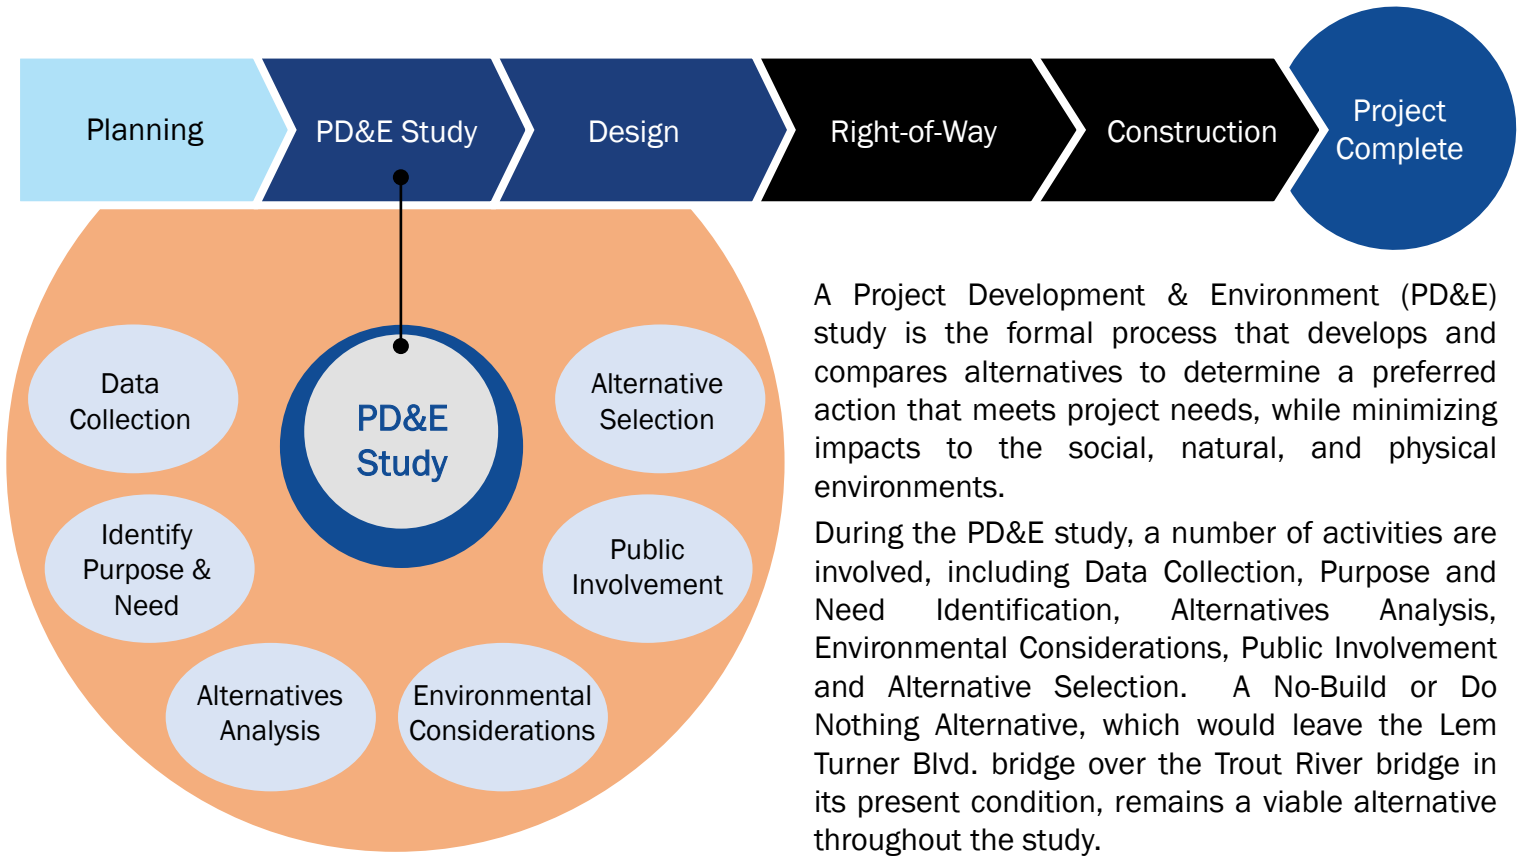 Planning
PD&E Study
Design
Right-of-Way
Construction
Project
Complete
PD&E
Study
Data
Collection
Identify
Purpose &
Need
Alternatives
Analysis
Environmental
Considerations
Public
Involvement
Alternative
Selection
A Project Development & Environment (PD&E)
study is the formal process that develops and
compares alternatives to determine a preferred
action that meets project needs, while minimizing
impacts to the social, natural, and physical
environments.
During the PD&E study, a number of activities are
involved, including Data Collection, Purpose and
Need Identification, Alternatives Analysis,
Environmental Considerations, Public Involvement
and Alternative Selection. A No-Build or Do
Nothing Alternative, which would leave the Lem
Turner Blvd. bridge over the Trout River bridge in
its present condition, remains a viable alternative
throughout the study.